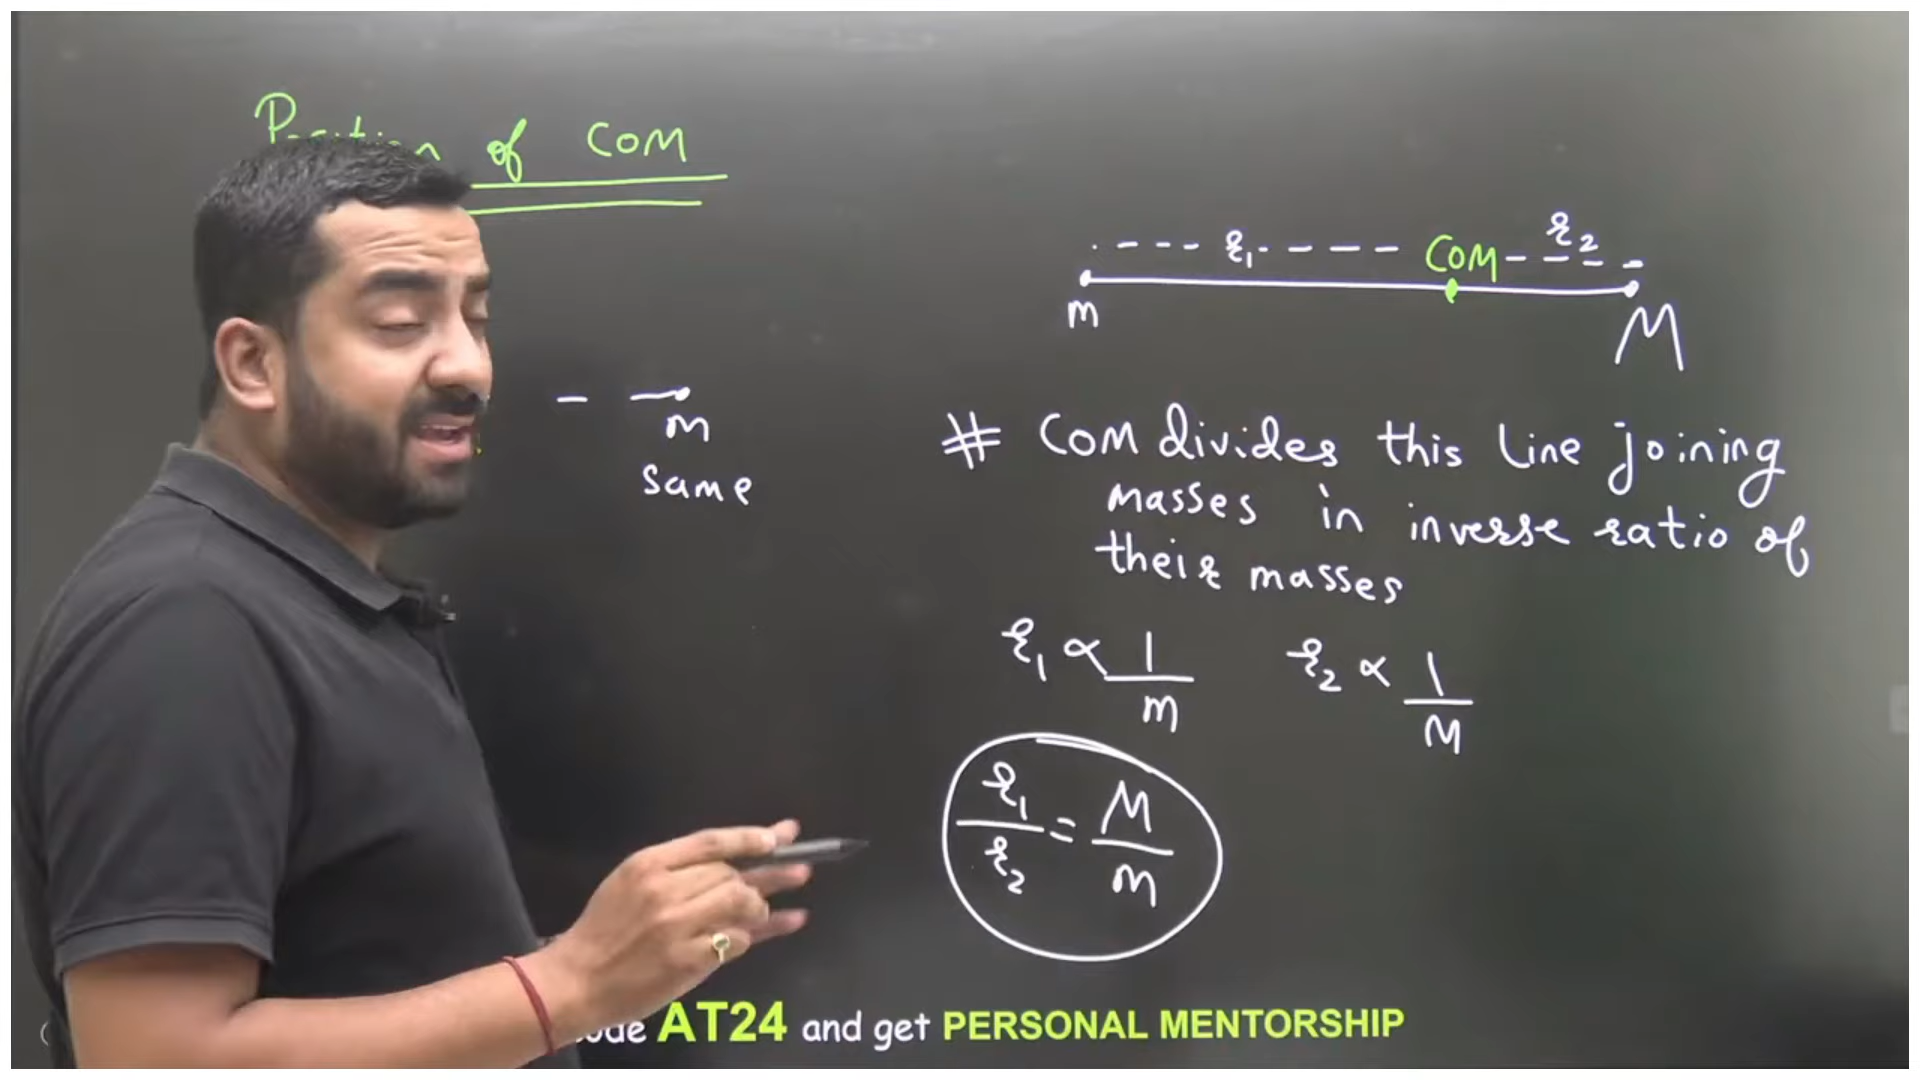 of COM
r₁ COM r₂
m M
m
same
# COM divides this line joining
masses in inverse ratio of
their masses
r₁ ∝ 1/m r₂ ∝ 1/M
r₁/r₂ = M/m
AT24 and get PERSONAL MENTORSHIP